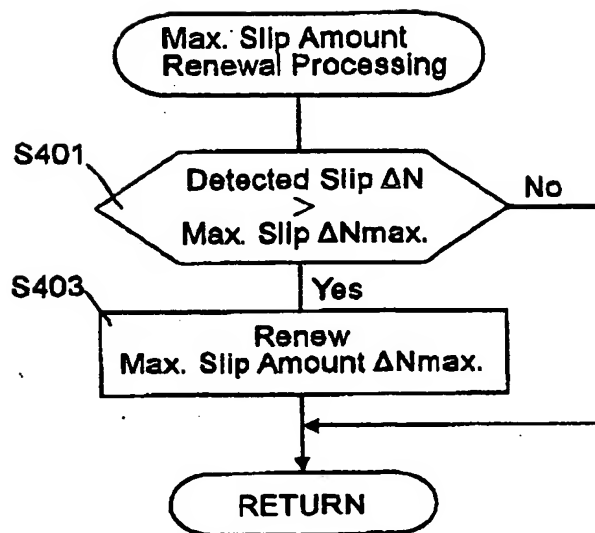 Max. Slip Amount
Renewal Processing
S401
Detected Slip ΔN
>
Max. Slip ΔNmax.
No
Yes
S403
Renew
Max. Slip Amount ΔNmax.
RETURN